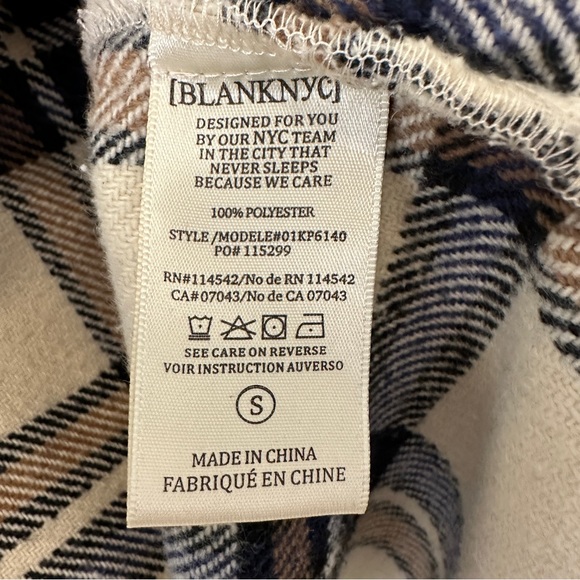 [BLANKNYC]
DESIGNED FOR YOU
BY OUR NYC TEAM
IN THE CITY THAT
NEVER SLEEPS
BECAUSE WE CARE
100% POLYESTER
STYLE /MODELE#01KP6140
PO# 115299
RN#114542/No de RN 114542
CA#07043/No de CA 07043
SEE CARE ON REVERSE
VOIR INSTRUCTION AUVERSO
S
MADE IN CHINA
FABRIQUÉ EN CHINE